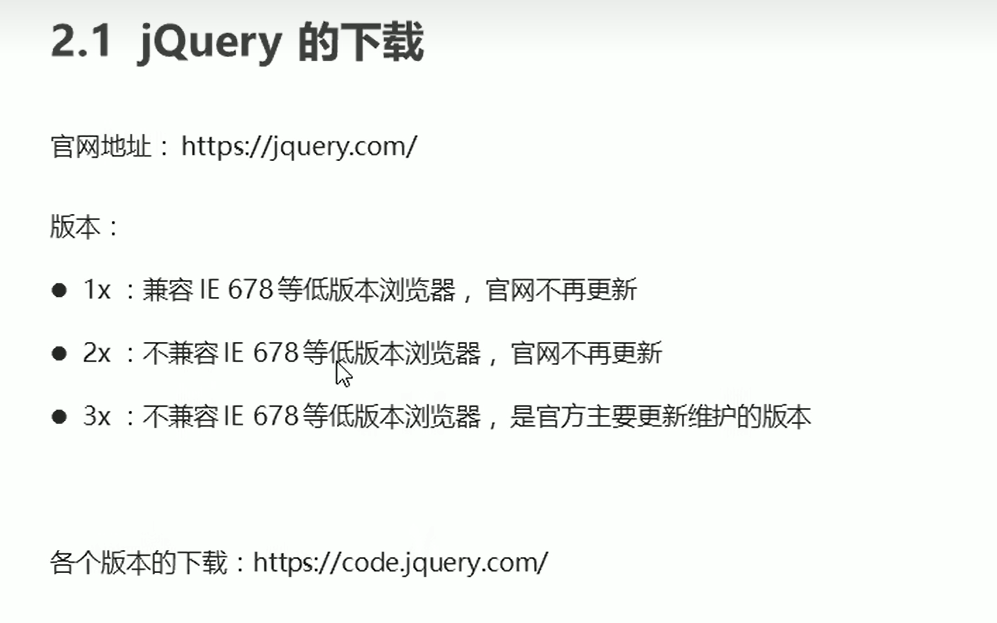 2.1 jQuery 的下载
官网地址：https://jquery.com/
版本：
● 1x ：兼容 IE 678 等低版本浏览器， 官网不再更新
● 2x ：不兼容 IE 678 等低版本浏览器， 官网不再更新
● 3x ：不兼容 IE 678 等低版本浏览器， 是官方主要更新维护的版本
各个版本的下载：https://code.jquery.com/